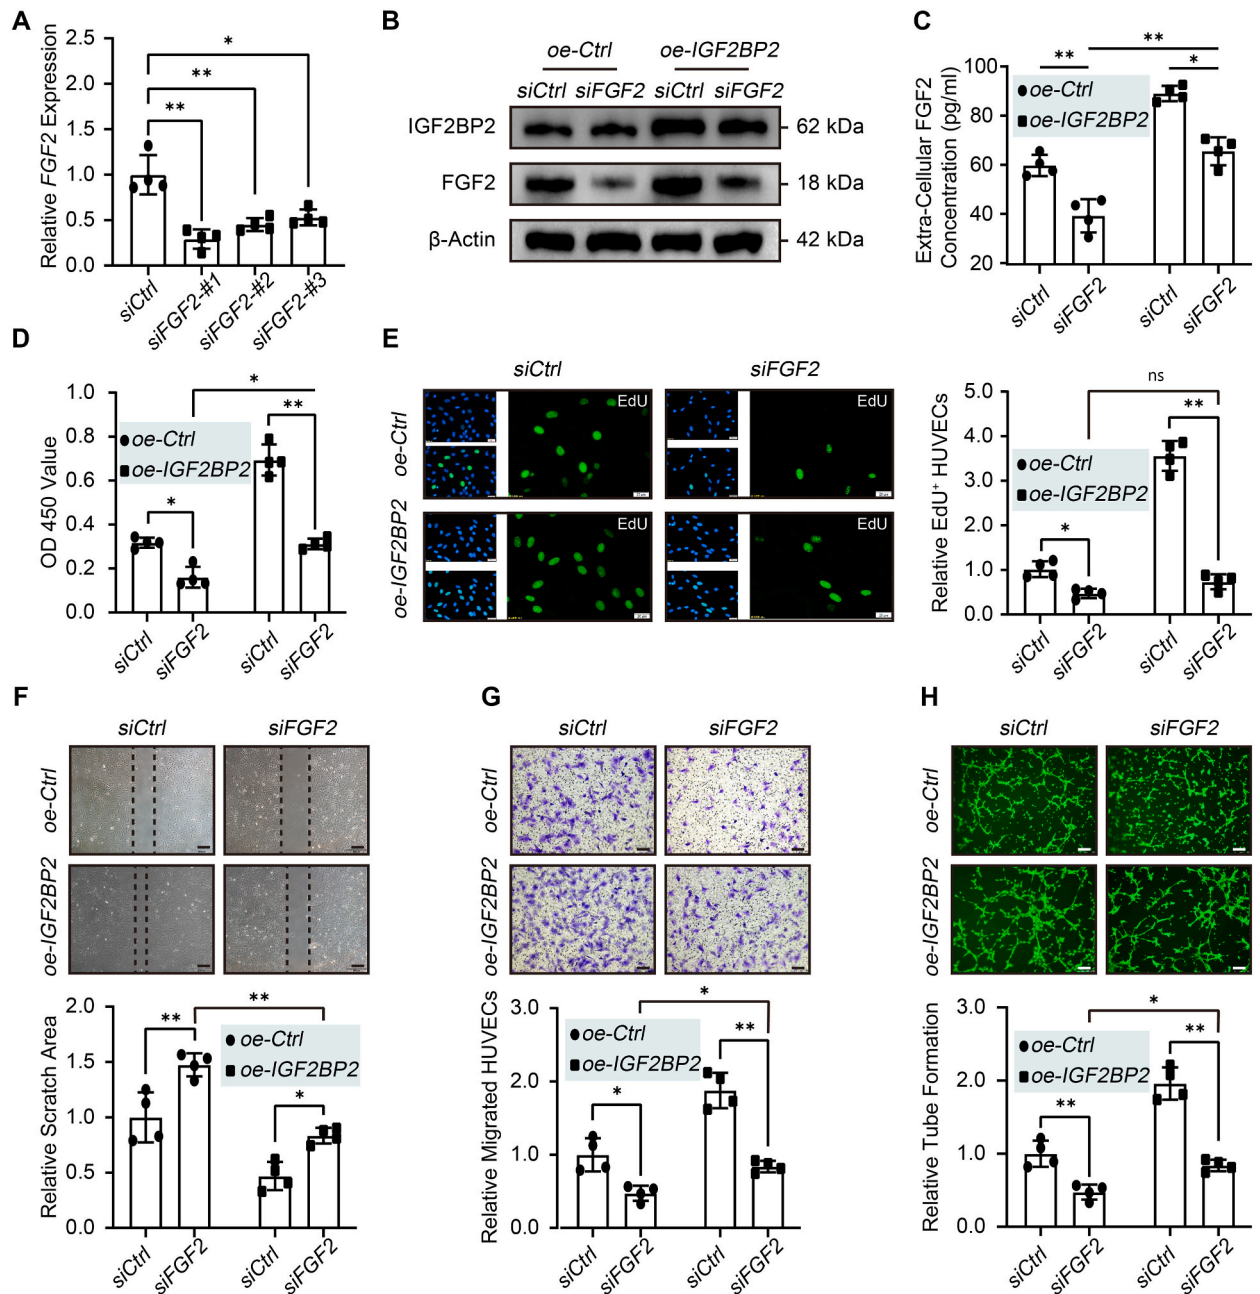 A
Relative FGF2 Expression
2.5
2.0
1.5
1.0
0.5
0.0
*
**
**
siCtrl
siFGF2-#1
siFGF2-#2
siFGF2-#3
B
oe-Ctrl oe-IGF2BP2
siCtrl siFGF2 siCtrl siFGF2
IGF2BP2 62 kDa
FGF2 18 kDa
β-Actin 42 kDa
C
Extra-Cellular FGF2
Concentration (pg/ml)
100
80
60
40
20
** **
*
oe-Ctrl
oe-IGF2BP2
siCtrl siFGF2 siCtrl siFGF2
D
OD 450 Value
1.0
0.8
0.6
0.4
0.2
0.0
*
**
*
oe-Ctrl
oe-IGF2BP2
siCtrl siFGF2 siCtrl siFGF2
E
siCtrl siFGF2
oe-Ctrl
EdU EdU
oe-IGF2BP2
EdU EdU
Relative EdU⁺ HUVECs
5.0
4.0
3.0
2.0
1.0
0.0
ns
**
*
oe-Ctrl
oe-IGF2BP2
siCtrl siFGF2 siCtrl siFGF2
F
siCtrl siFGF2
oe-Ctrl
oe-IGF2BP2
Relative Scratch Area
2.0
1.5
1.0
0.5
0.0
**
**
*
oe-Ctrl
oe-IGF2BP2
siCtrl siFGF2 siCtrl siFGF2
G
siCtrl siFGF2
oe-Ctrl
oe-IGF2BP2
Relative Migrated HUVECs
3.0
2.0
1.0
0.0
*
**
*
oe-Ctrl
oe-IGF2BP2
siCtrl siFGF2 siCtrl siFGF2
H
siCtrl siFGF2
oe-Ctrl
oe-IGF2BP2
Relative Tube Formation
3.0
2.0
1.0
0.0
*
**
**
oe-Ctrl
oe-IGF2BP2
siCtrl siFGF2 siCtrl siFGF2